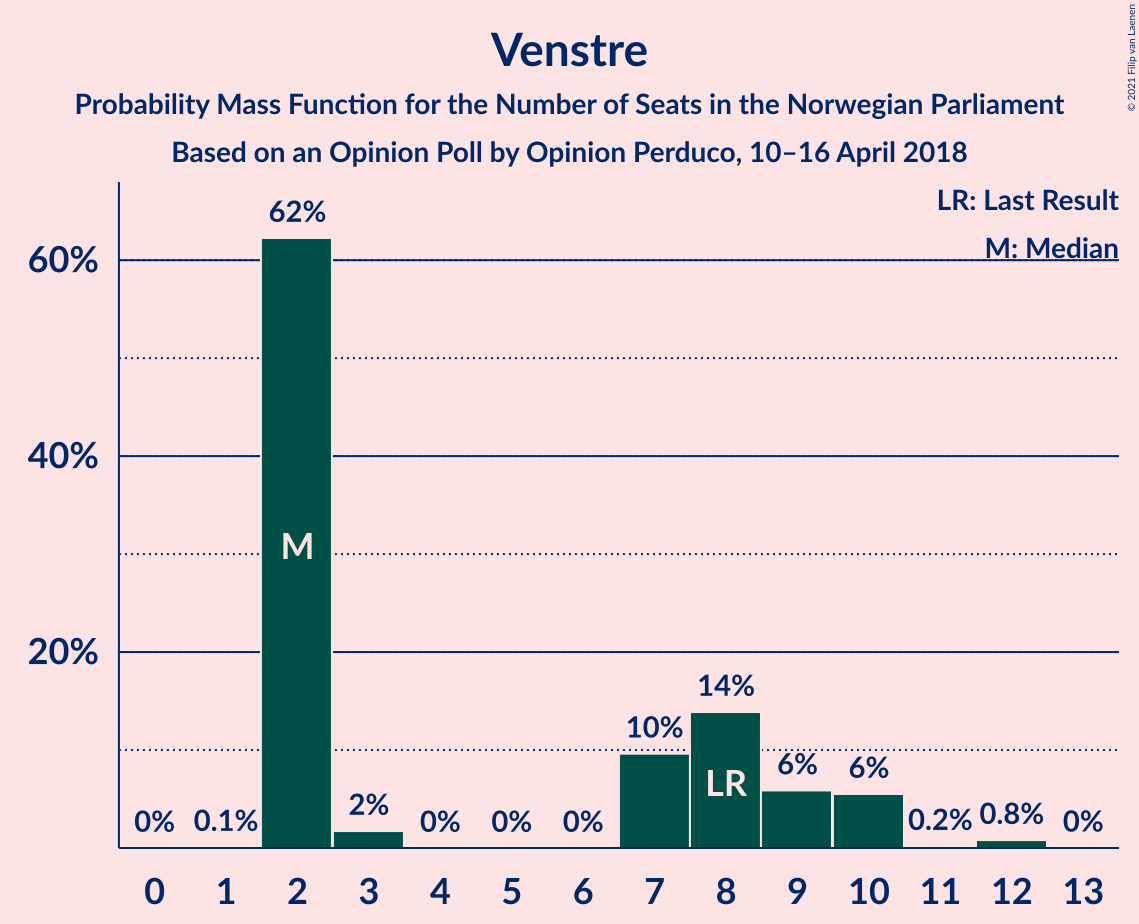 Venstre
Probability Mass Function for the Number of Seats in the Norwegian Parliament
Based on an Opinion Poll by Opinion Perduco, 10–16 April 2018
© 2021 Filip van Laenen
LR: Last Result
M: Median
60%
40%
20%
0%
0.1%
62%
2%
0%
0%
0%
10%
14%
6%
6%
0.2%
0.8%
0%
M
LR
0 1 2 3 4 5 6 7 8 9 10 11 12 13